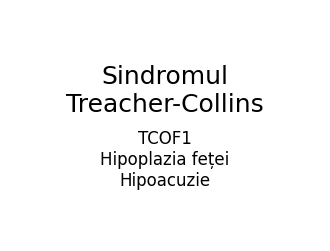 Sindromul
Treacher-Collins
TCOF1
Hipoplazia feței
Hipoacuzie